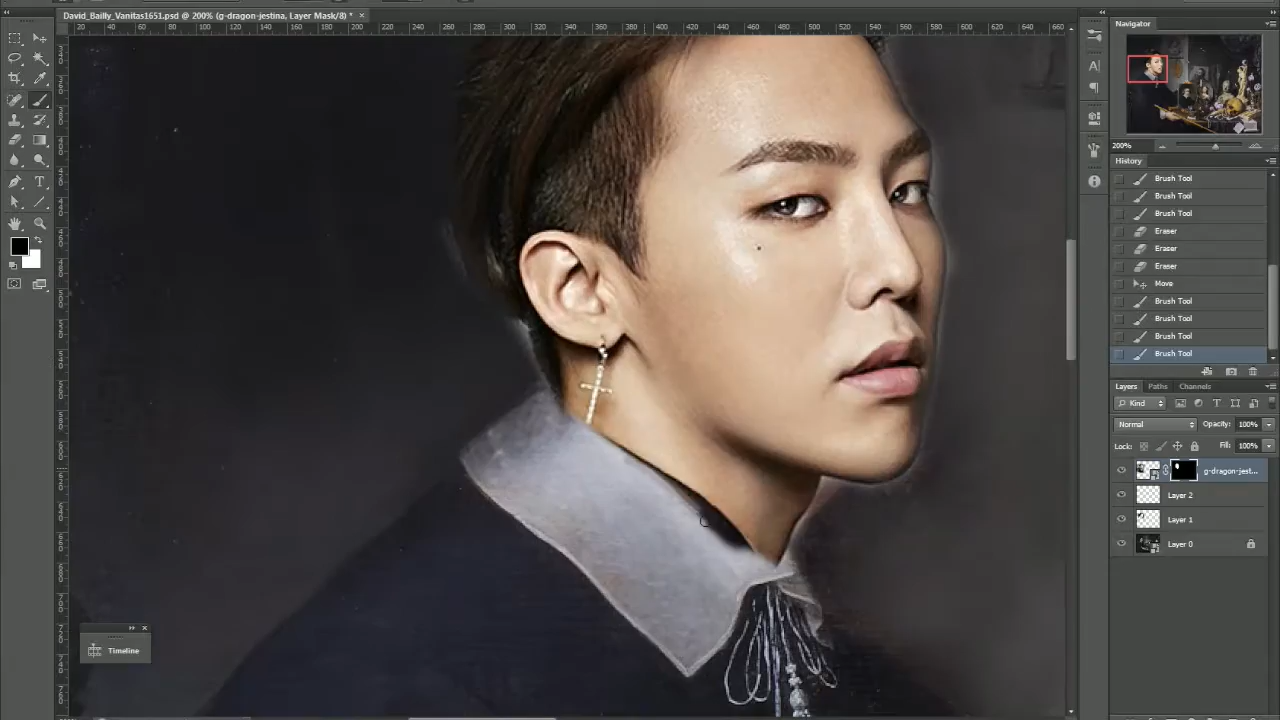 David_Bailly_Vanitas1651.psd @ 200% (g-dragon-jestina, Layer Mask/8) *
Navigator
200%
History
Brush Tool
Brush Tool
Brush Tool
Eraser
Eraser
Eraser
Move
Brush Tool
Brush Tool
Brush Tool
Brush Tool
Layers Paths Channels
Kind
Normal Opacity: 100%
Lock: Fill: 100%
g-dragon-jest...
Layer 2
Layer 1
Layer 0
Timeline